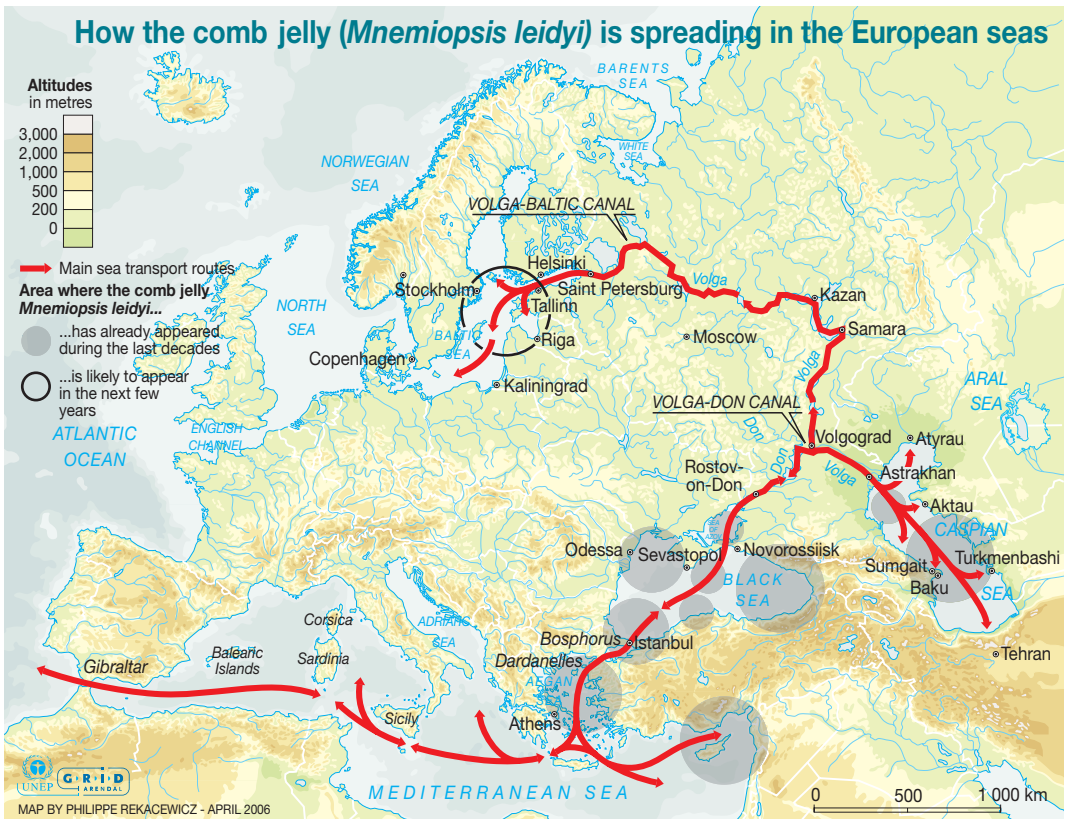 How the comb jelly (Mnemiopsis leidyi) is spreading in the European seas
Altitudes
in metres
3,000
2,000
1,000
500
200
0
Main sea transport routes
Area where the comb jelly
Mnemiopsis leidyi...
...has already appeared
during the last decades
...is likely to appear
in the next few
years
BARENTS
SEA
WHITE
SEA
NORWEGIAN
SEA
VOLGA-BALTIC CANAL
Helsinki
Stockholm
Saint Petersburg
Tallinn
Volga
Kazan
NORTH
SEA
BALTIC
SEA
Riga
Moscow
Samara
Copenhagen
Kaliningrad
Volga
ARAL
SEA
VOLGA-DON CANAL
ATLANTIC
OCEAN
ENGLISH
CHANNEL
Don
Volgograd
Atyrau
Rostov-
on-Don
Don
Volga
Astrakhan
Aktau
SEA
OF
AZOV
CASPIAN
SEA
Odessa
Sevastopol
Novorossiisk
Turkmenbashi
Sumgait
Baku
BLACK
SEA
Corsica
ADRIATIC
SEA
Bosphorus
Istanbul
Tehran
Gibraltar
Balearic
Islands
Sardinia
Dardanelles
AEGAN
SEA
Sicily
Athens
MEDITERRANEAN SEA
UNEP
GRID
ARENDAL
MAP BY PHILIPPE REKACEWICZ - APRIL 2006
0 500 1 000 km